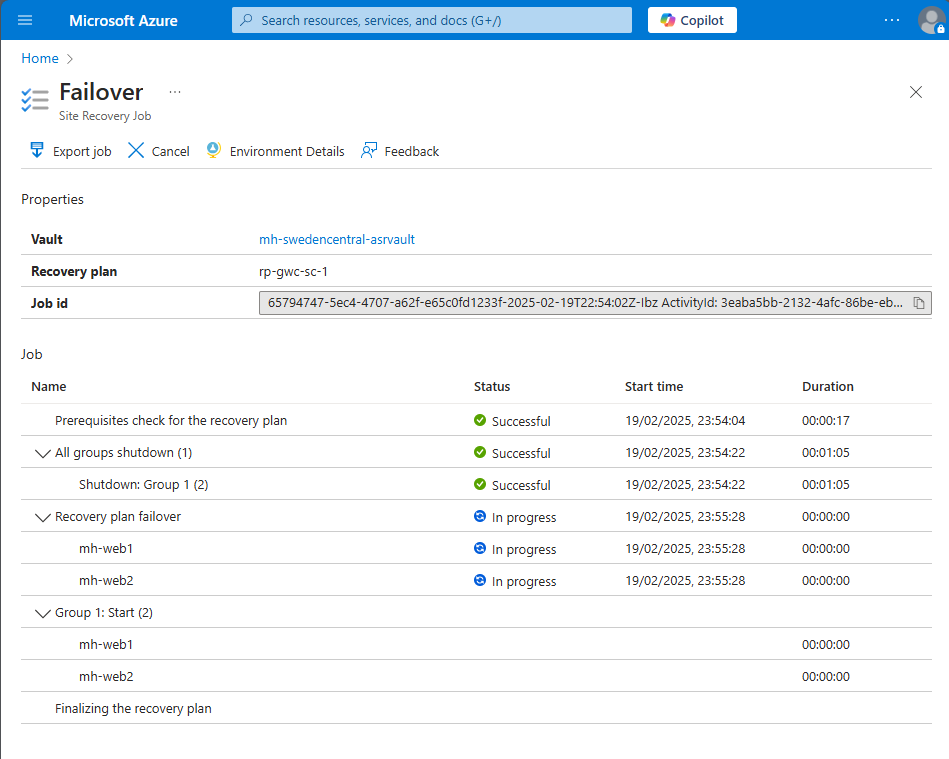 Microsoft Azure Search resources, services, and docs (G+/) Copilot ...
Home
Failover ...
Site Recovery Job
Export job Cancel Environment Details Feedback
Properties
Vault mh-swedencentral-asrvault
Recovery plan rp-gwc-sc-1
Job id 65794747-5ec4-4707-a62f-e65c0fd1233f-2025-02-19T22:54:02Z-Ibz ActivityId: 3eaba5bb-2132-4afc-86be-eb...
Job
Name Status Start time Duration
Prerequisites check for the recovery plan Successful 19/02/2025, 23:54:04 00:00:17
All groups shutdown (1) Successful 19/02/2025, 23:54:22 00:01:05
Shutdown: Group 1 (2) Successful 19/02/2025, 23:54:22 00:01:05
Recovery plan failover In progress 19/02/2025, 23:55:28 00:00:00
mh-web1 In progress 19/02/2025, 23:55:28 00:00:00
mh-web2 In progress 19/02/2025, 23:55:28 00:00:00
Group 1: Start (2)
mh-web1 00:00:00
mh-web2 00:00:00
Finalizing the recovery plan